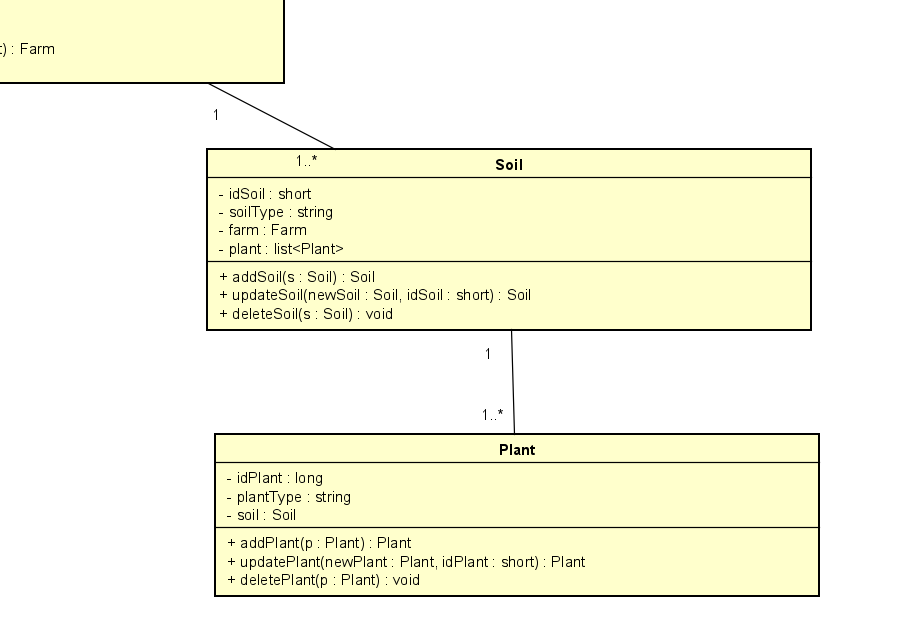 t) : Farm
1
1..*
Soil
- idSoil : short
- soilType : string
- farm : Farm
- plant : list<Plant>
+ addSoil(s : Soil) : Soil
+ updateSoil(newSoil : Soil, idSoil : short) : Soil
+ deleteSoil(s : Soil) : void
1
1..*
Plant
- idPlant : long
- plantType : string
- soil : Soil
+ addPlant(p : Plant) : Plant
+ updatePlant(newPlant : Plant, idPlant : short) : Plant
+ deletePlant(p : Plant) : void